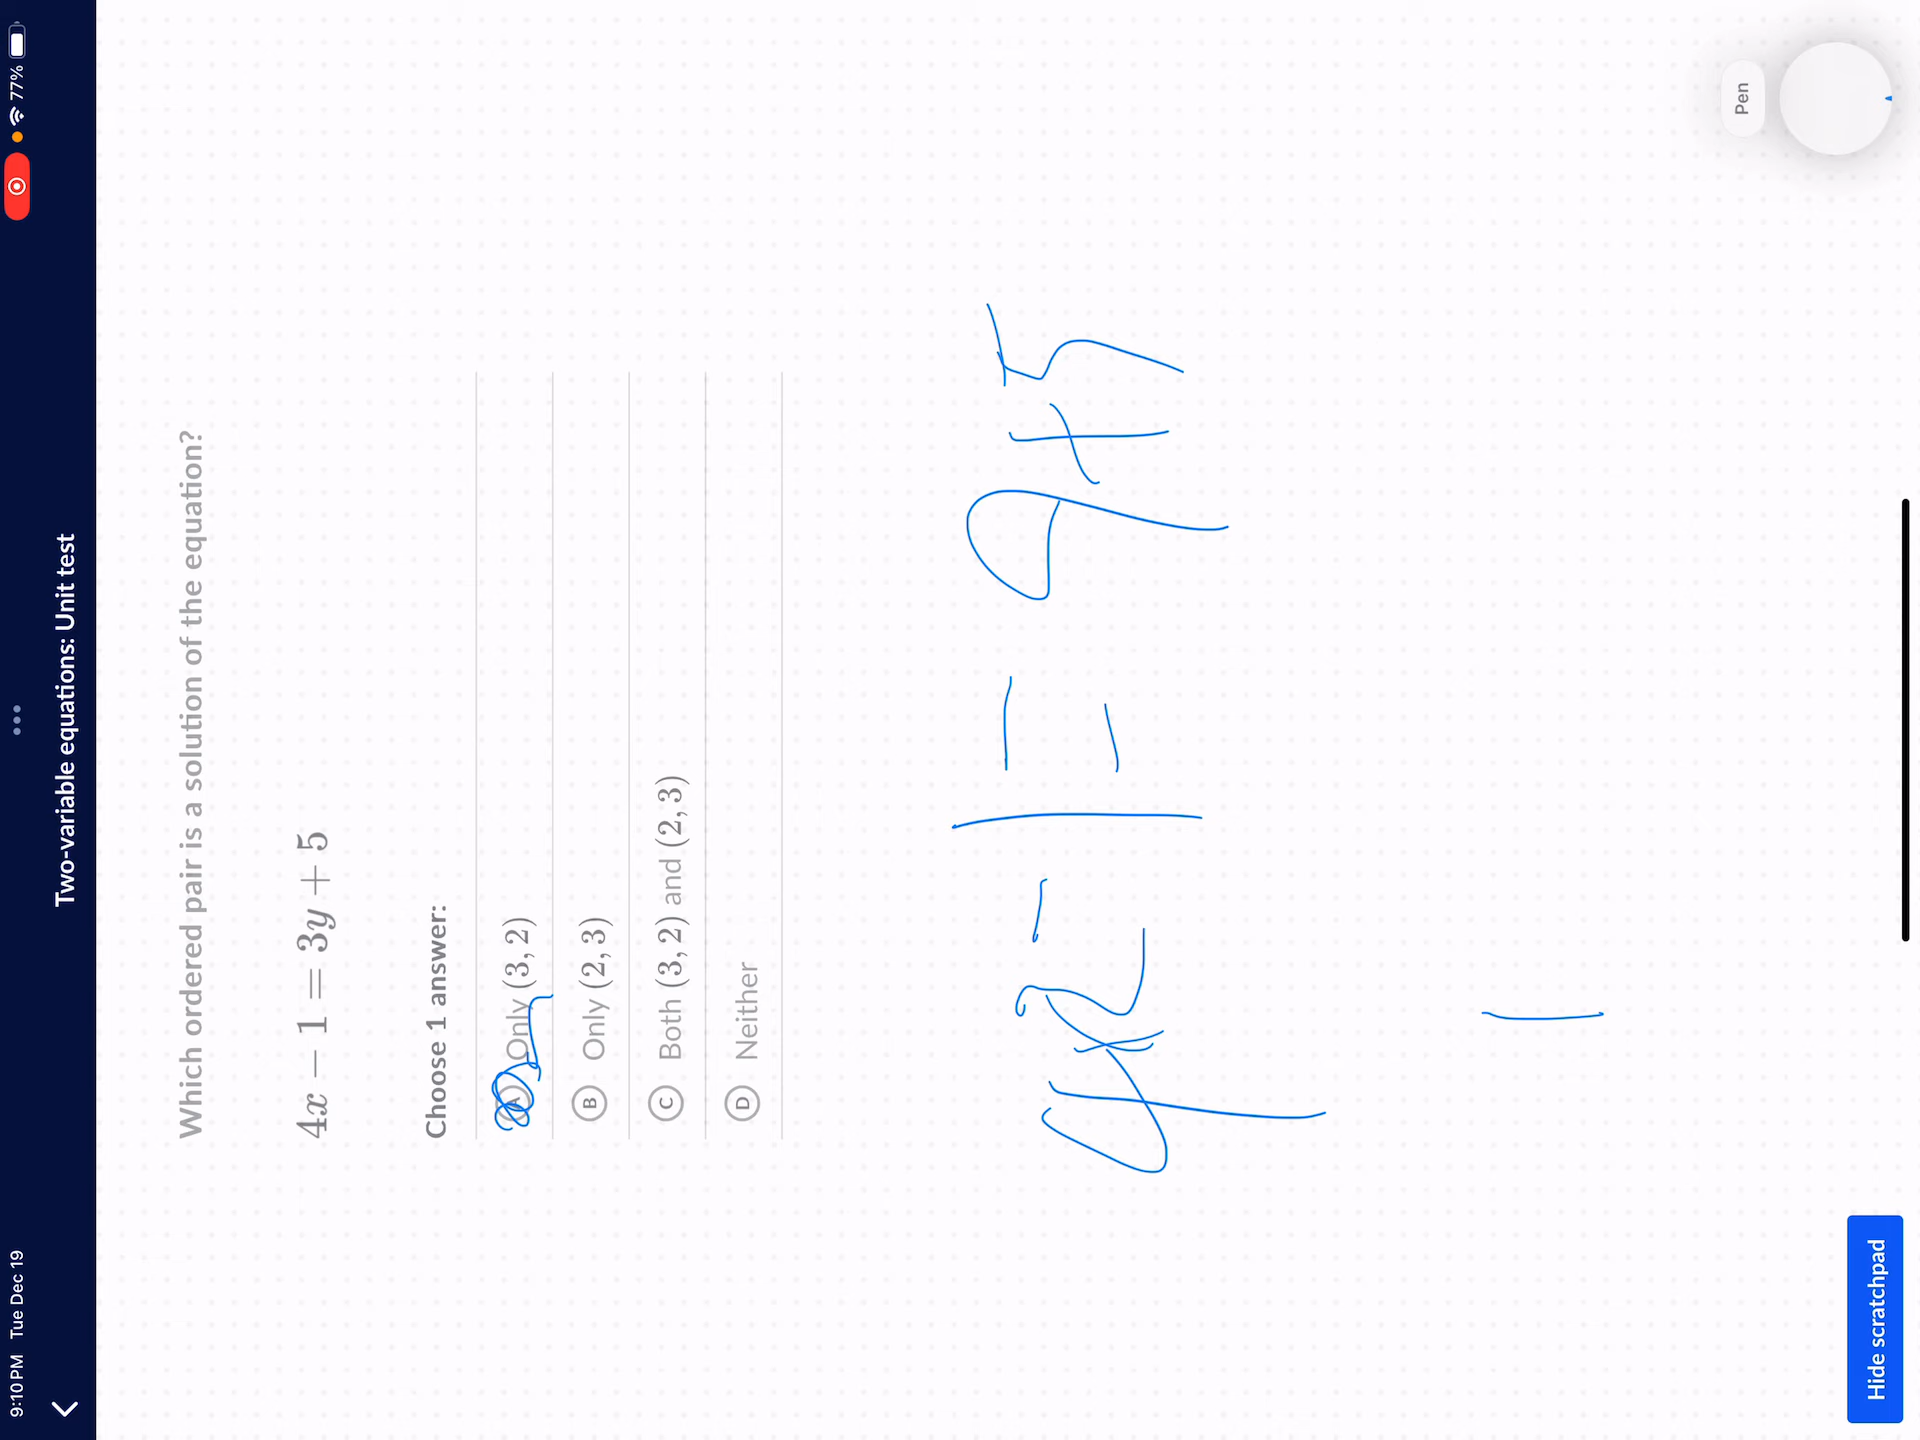 9:10 PM Tue Dec 19
77%
Two-variable equations: Unit test
Which ordered pair is a solution of the equation?
4x − 1 = 3y + 5
Choose 1 answer:
A Only (3, 2)
B Only (2, 3)
C Both (3, 2) and (2, 3)
D Neither
4x2 - 1 = 9+5
1
Pen
Hide scratchpad